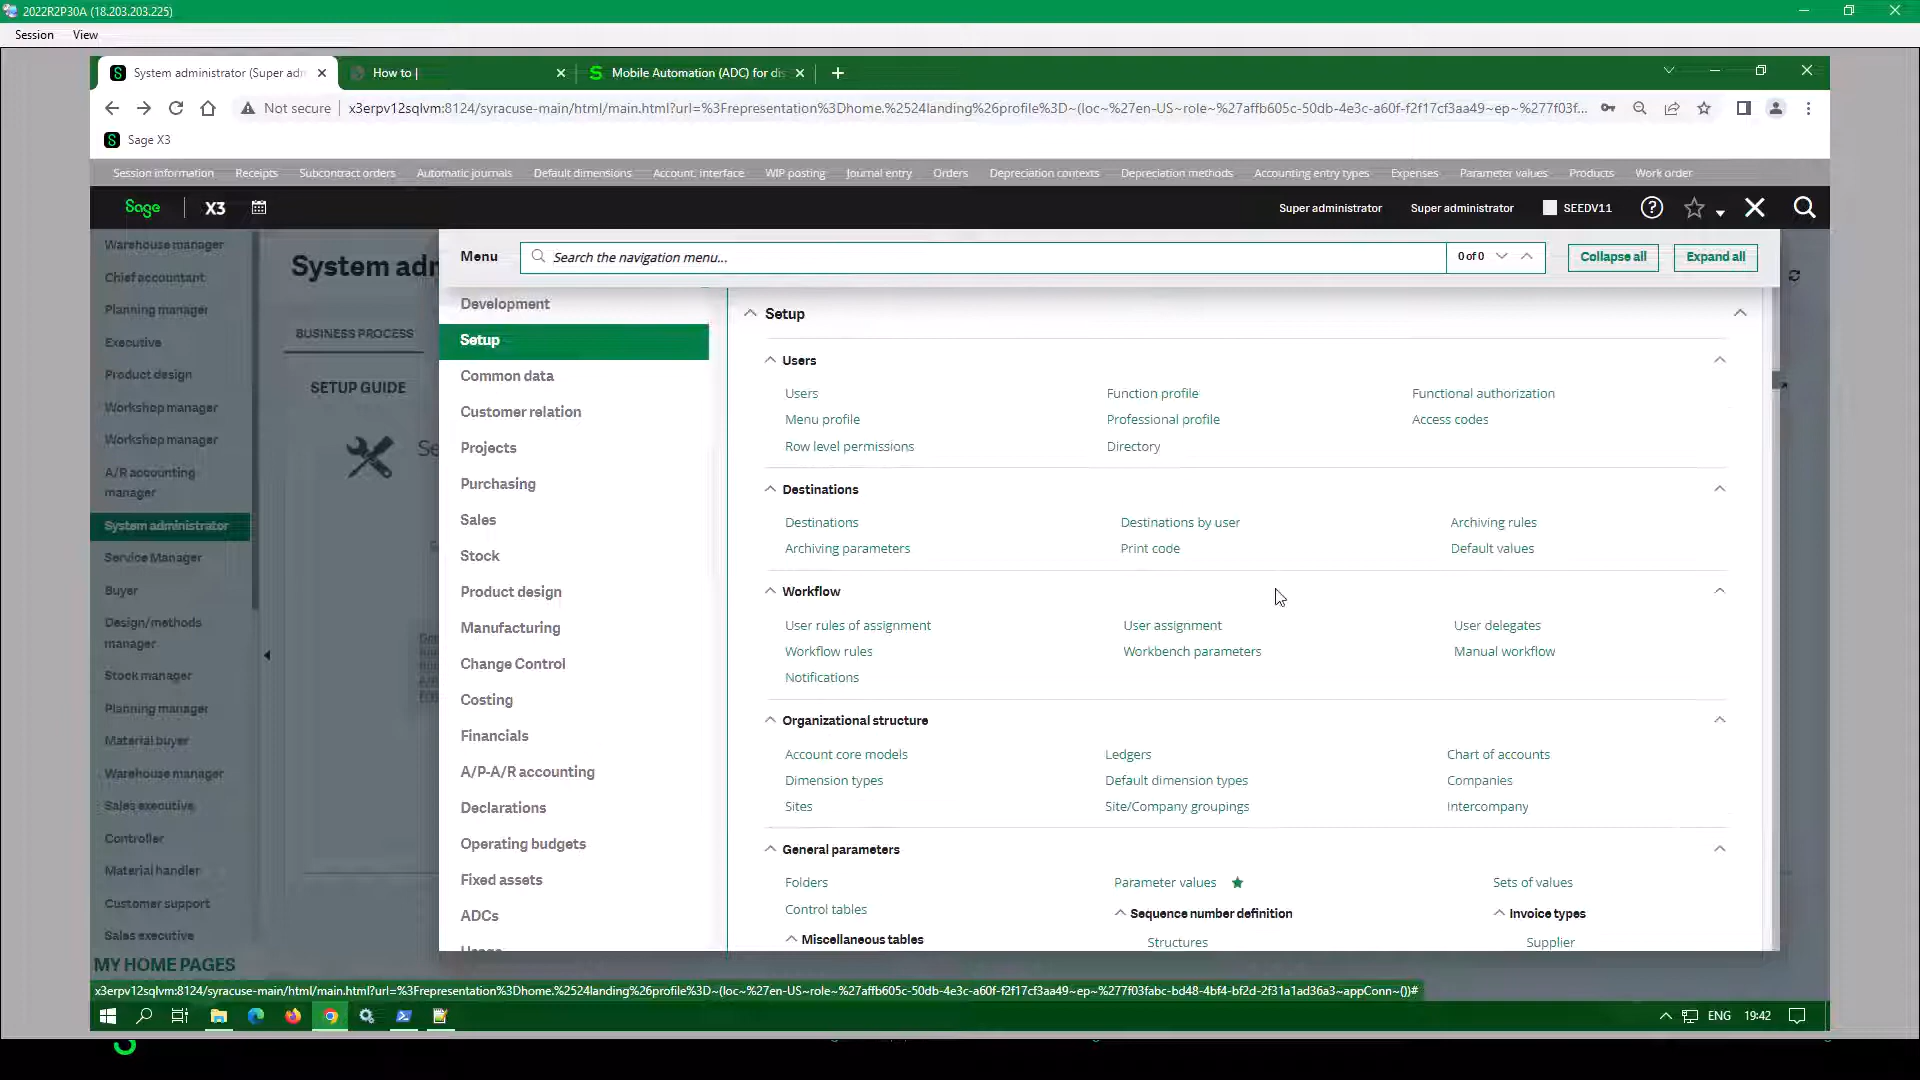 2022R2P30A (18.203.203.225)
Session View
System administrator (Super adm
How to |
Mobile Automation (ADC) for dis
Not secure x3erpv12sqlvm:8124/syracuse-main/html/main.html?url=%3Frepresentation%3Dhome.%2524landing%26profile%3D~(loc~%27en-US~role~%27affb605c-50db-4e3c-a60f-f2f17cf3aa49~ep~%277f03f...
Sage X3
Session information Receipts Subcontract orders Automatic journals Default dimensions Account. interface WIP posting Journal entry Orders Depreciation contexts Depreciation methods Accounting entry types Expenses Parameter values Products Work order
Sage X3 Super administrator Super administrator SEEDV11
Warehouse manager
Chief accountant
Planning manager
Executive
Product design
Workshop manager
Workshop manager
A/R accounting
manager
System administrator
Service Manager
Buyer
Design/methods
manager
Stock manager
Planning manager
Material buyer
Warehouse manager
Sales executive
Controller
Material handler
Customer support
Sales executive
MY HOME PAGES
System adm
BUSINESS PROCESS
SETUP GUIDE
Se
Menu Search the navigation menu... 0 of 0 Collapse all Expand all
Development
Setup
Common data
Customer relation
Projects
Purchasing
Sales
Stock
Product design
Manufacturing
Change Control
Costing
Financials
A/P-A/R accounting
Declarations
Operating budgets
Fixed assets
ADCs
Usage
Setup
Users
Users Function profile Functional authorization
Menu profile Professional profile Access codes
Row level permissions Directory
Destinations
Destinations Destinations by user Archiving rules
Archiving parameters Print code Default values
Workflow
User rules of assignment User assignment User delegates
Workflow rules Workbench parameters Manual workflow
Notifications
Organizational structure
Account core models Ledgers Chart of accounts
Dimension types Default dimension types Companies
Sites Site/Company groupings Intercompany
General parameters
Folders Parameter values Sets of values
Control tables Sequence number definition Invoice types
Miscellaneous tables Structures Supplier
x3erpv12sqlvm:8124/syracuse-main/html/main.html?url=%3Frepresentation%3Dhome.%2524landing%26profile%3D~(loc~%27en-US~role~%27affb605c-50db-4e3c-a60f-f2f17cf3aa49~ep~%277f03fabc-bd48-4bf4-bf2d-2f31a1ad36a3~appConn~())#
ENG 19:42